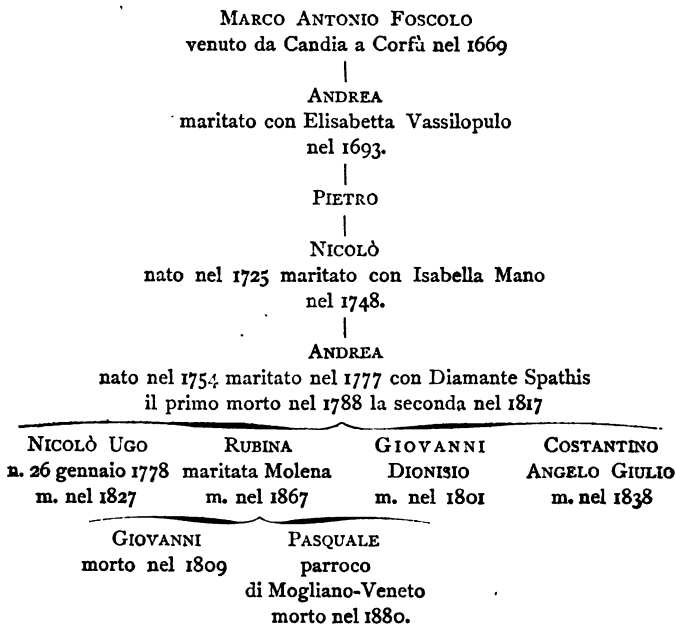 MARCO ANTONIO FOSCOLO
venuto da Candia a Corfù nel 1669
ANDREA
maritato con Elisabetta Vassilopulo
nel 1693.
PIETRO
NICOLÒ
nato nel 1725 maritato con Isabella Mano
nel 1748.
ANDREA
nato nel 1754 maritato nel 1777 con Diamante Spathis
il primo morto nel 1788 la seconda nel 1817
NICOLÒ UGO
n. 26 gennaio 1778
m. nel 1827
RUBINA
maritata Molena
m. nel 1867
GIOVANNI
DIONISIO
m. nel 1801
COSTANTINO
ANGELO GIULIO
m. nel 1838
GIOVANNI
morto nel 1809
PASQUALE
parroco
di Mogliano-Veneto
morto nel 1880.